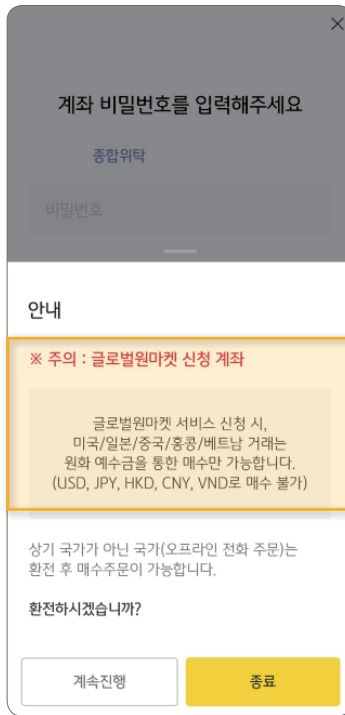 계좌 비밀번호를 입력해주세요
종합위탁
비밀번호
안내
※ 주의 : 글로벌원마켓 신청 계좌
글로벌원마켓 서비스 신청 시,
미국/일본/중국/홍콩/베트남 거래는
원화 예수금을 통한 매수만 가능합니다.
(USD, JPY, HKD, CNY, VND로 매수 불가)
상기 국가가 아닌 국가(오프라인 전화 주문)는
환전 후 매수주문이 가능합니다.
환전하시겠습니까?
계속진행
종료